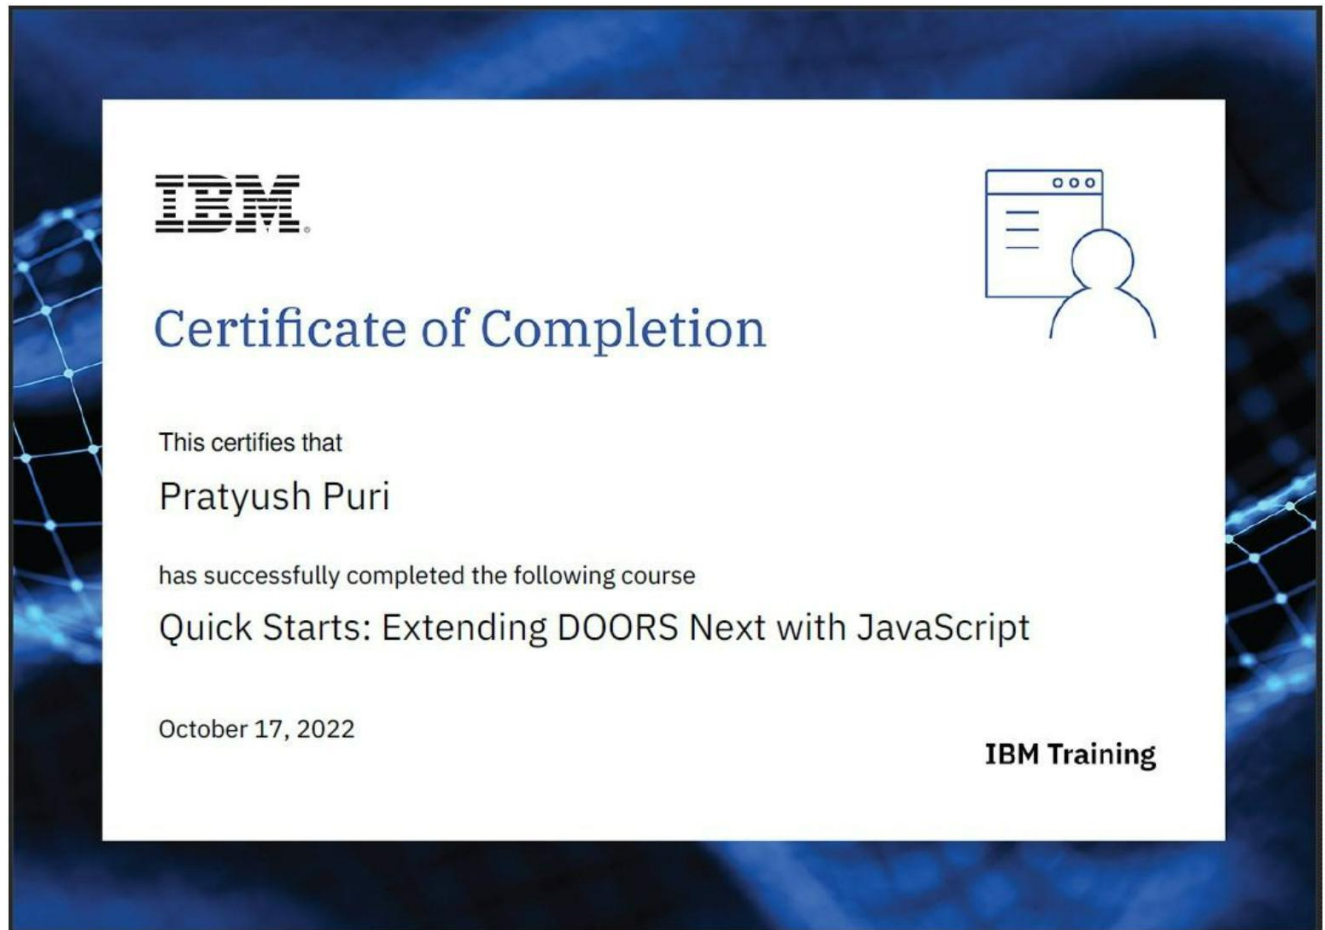 IBM®
Certificate of Completion
This certifies that
Pratyush Puri
has successfully completed the following course
Quick Starts: Extending DOORS Next with JavaScript
October 17, 2022
IBM Training